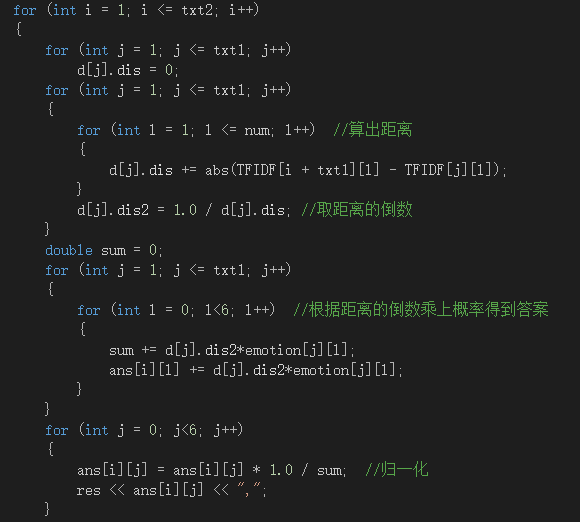 for (int i = 1; i <= txt2; i++)
{
    for (int j = 1; j <= txt1; j++)
        d[j].dis = 0;
    for (int j = 1; j <= txt1; j++)
    {
        for (int l = 1; l <= num; l++)  //算出距离
        {
            d[j].dis += abs(TFIDF[i + txt1][l] - TFIDF[j][l]);
        }
        d[j].dis2 = 1.0 / d[j].dis; //取距离的倒数
    }
    double sum = 0;
    for (int j = 1; j <= txt1; j++)
    {
        for (int l = 0; l<6; l++)  //根据距离的倒数乘上概率得到答案
        {
            sum += d[j].dis2*emotion[j][l];
            ans[i][l] += d[j].dis2*emotion[j][l];
        }
    }
    for (int j = 0; j<6; j++)
    {
        ans[i][j] = ans[i][j] * 1.0 / sum;  //归一化
        res << ans[i][j] << ",";
    }